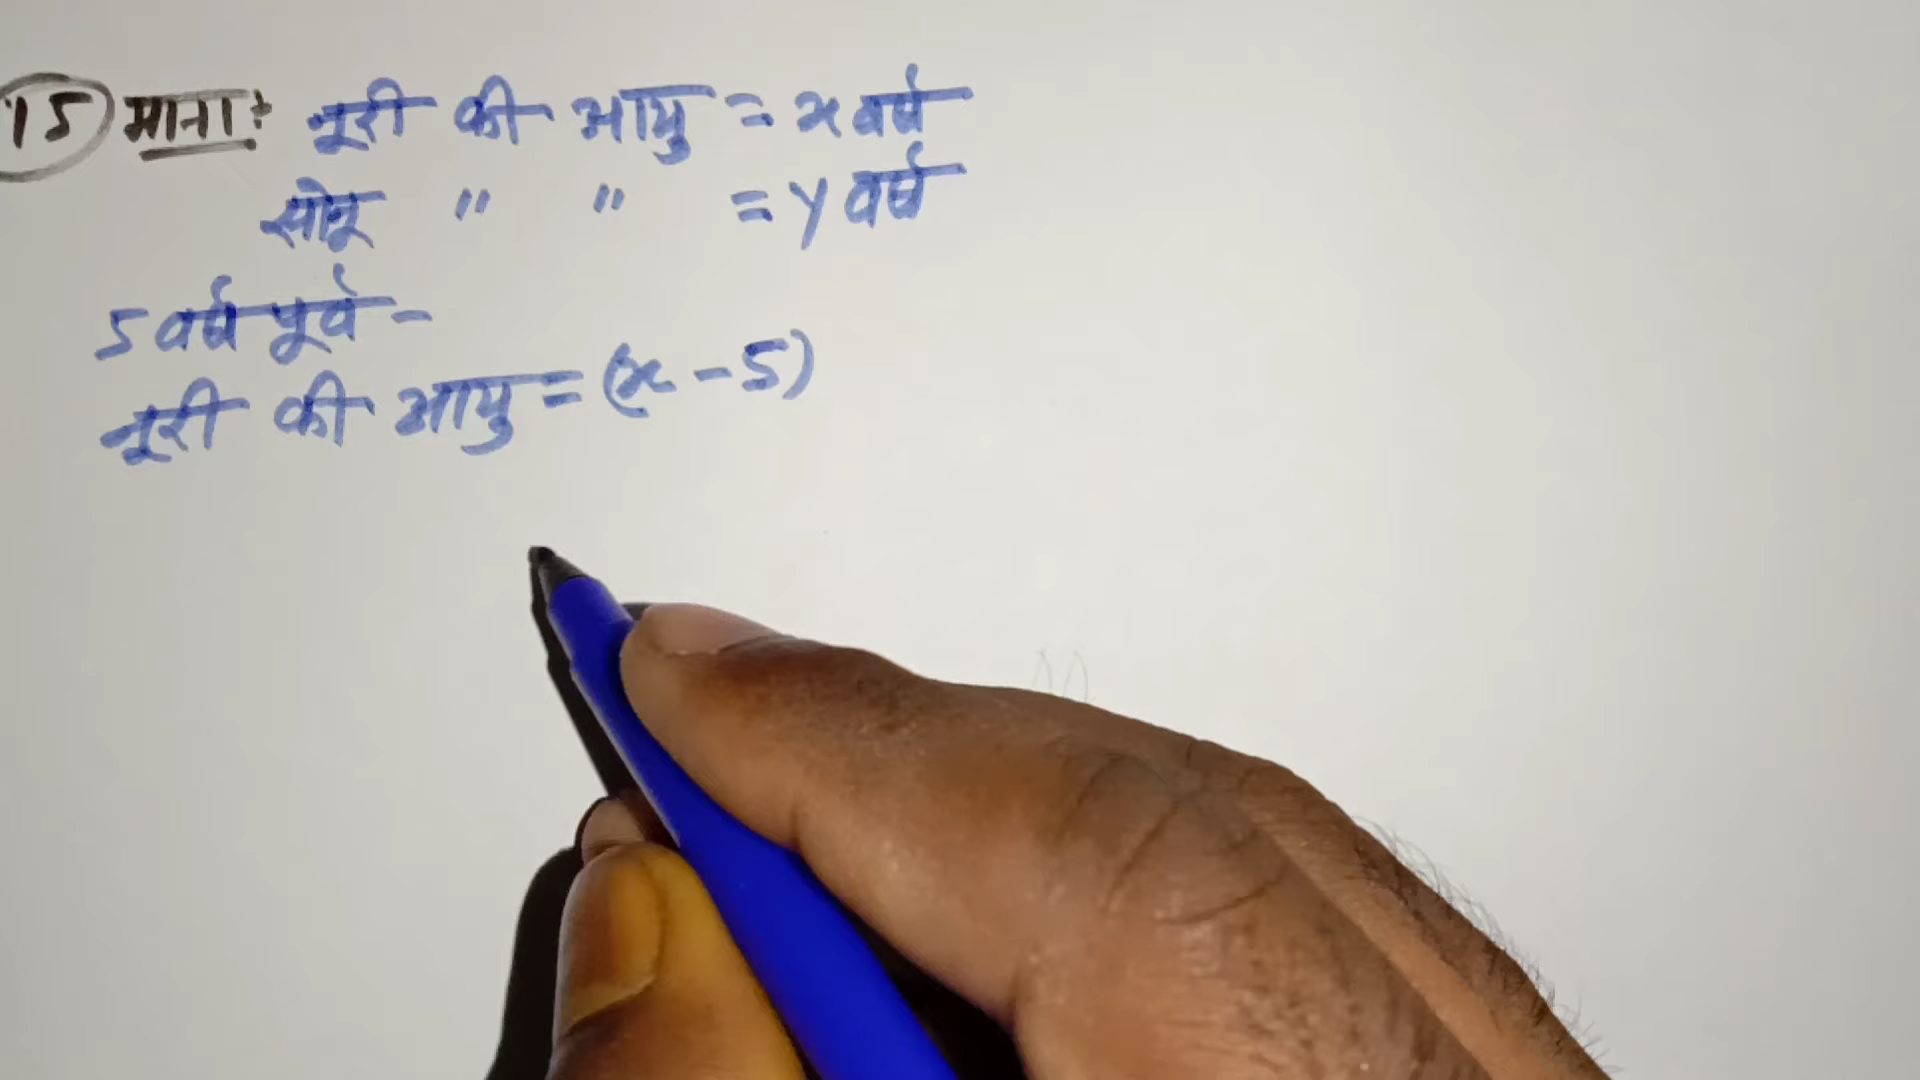 15 माना: नूरी की आयु = x वर्ष
सोनू " " = y वर्ष
5 वर्ष पूर्व -
नूरी की आयु = (x - 5)